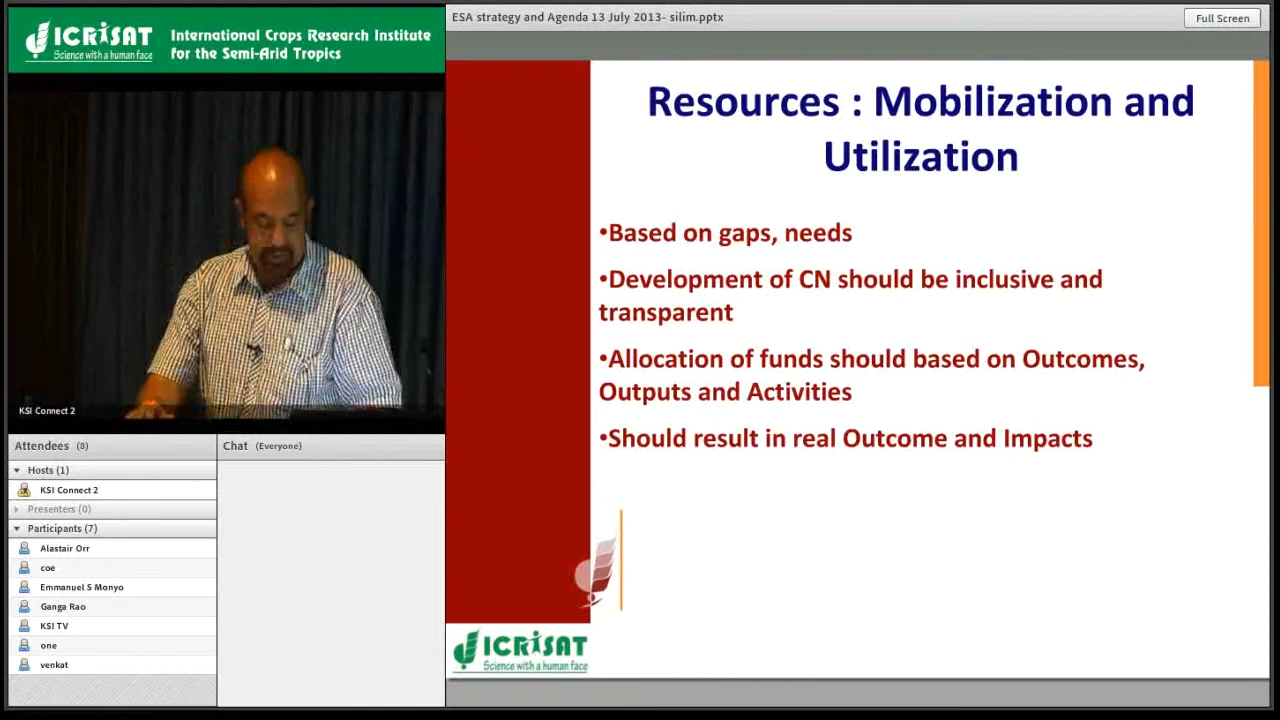 ICRISAT
Science with a human face
International Crops Research Institute
for the Semi-Arid Tropics
KSI Connect 2
Attendees (8)
Hosts (1)
KSI Connect 2
Presenters (0)
Participants (7)
Alastair Orr
coe
Emmanuel S Monyo
Ganga Rao
KSI TV
one
venkat
Chat (Everyone)
ESA strategy and Agenda 13 July 2013- silim.pptx
Full Screen
Resources : Mobilization and
Utilization
•Based on gaps, needs
•Development of CN should be inclusive and
transparent
•Allocation of funds should based on Outcomes,
Outputs and Activities
•Should result in real Outcome and Impacts
ICRISAT
Science with a human face